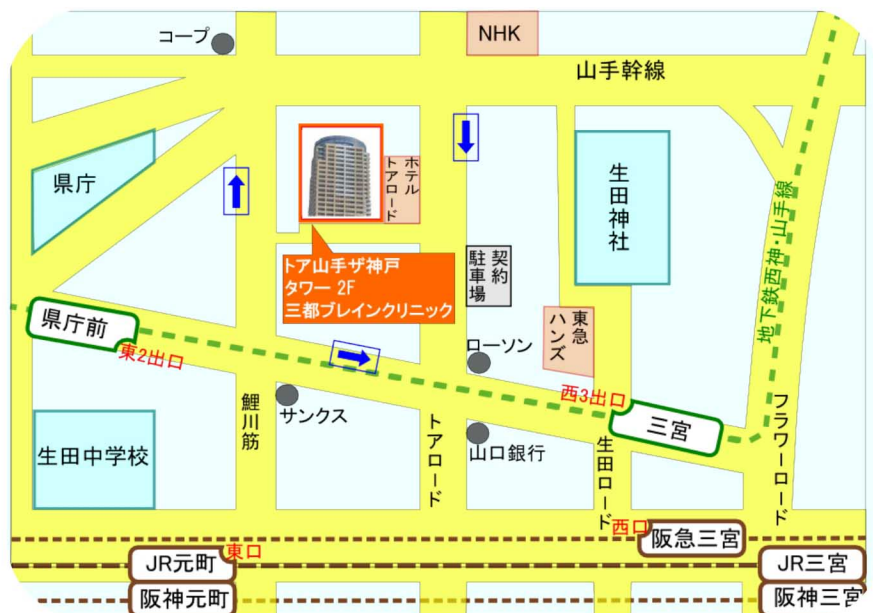 コープ
NHK
山手幹線
県庁
ホテル
トアロード
生田神社
地下鉄西神・山手線
トア山手ザ神戸
タワー 2F
三都ブレインクリニック
契約
駐車場
県庁前
東2出口
東急
ハンズ
ローソン
西3出口
三宮
サンクス
鯉川筋
トアロード
山口銀行
生田ロード
フラワーロード
生田中学校
西口
阪急三宮
東口
JR元町
JR三宮
阪神元町
阪神三宮